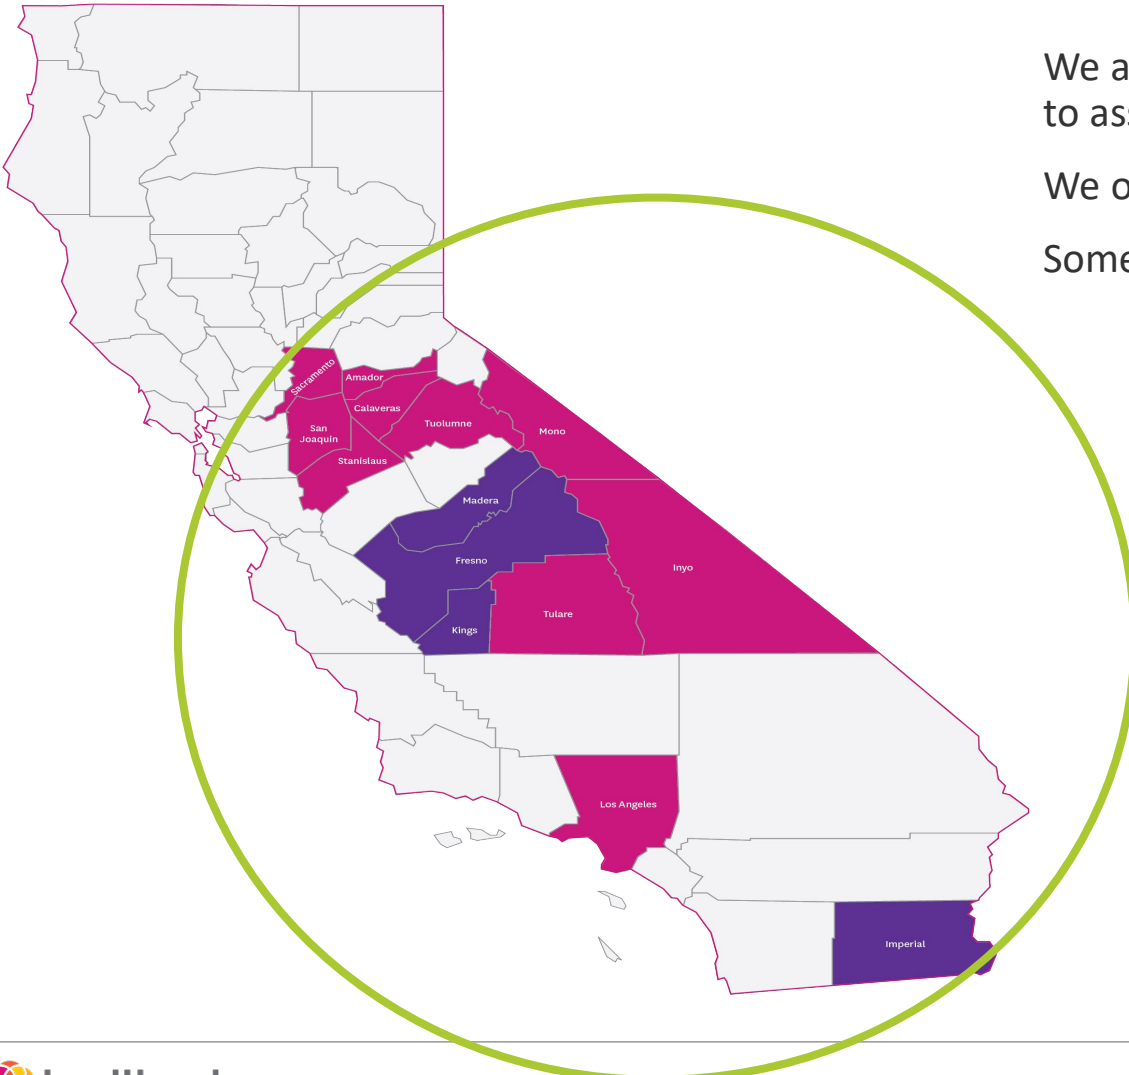 We a
to as
We o
Some
Sacramento
Amador
Calaveras
San
Joaquin
Stanislaus
Tuolumne
Mono
Madera
Fresno
Inyo
Tulare
Kings
Los Angeles
Imperial